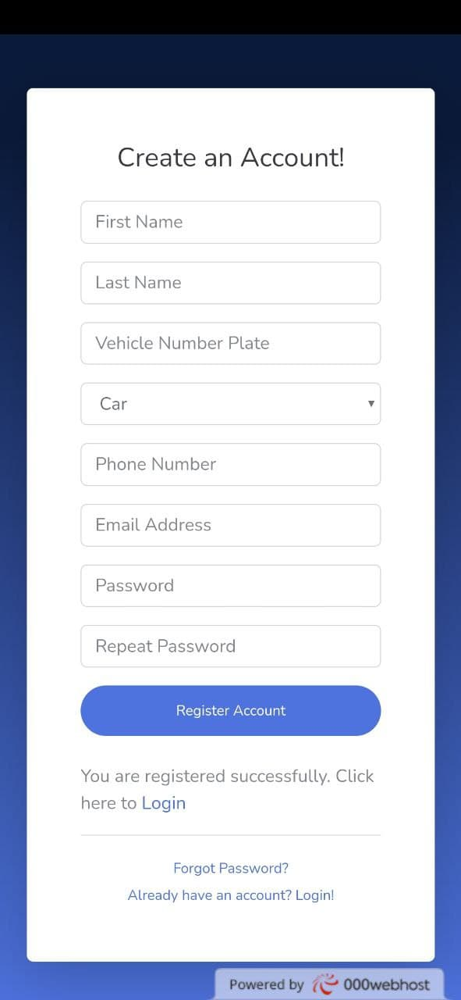 Create an Account!
First Name
Last Name
Vehicle Number Plate
Car
Phone Number
Email Address
Password
Repeat Password
Register Account
You are registered successfully. Click
here to Login
Forgot Password?
Already have an account? Login!
Powered by 000webhost